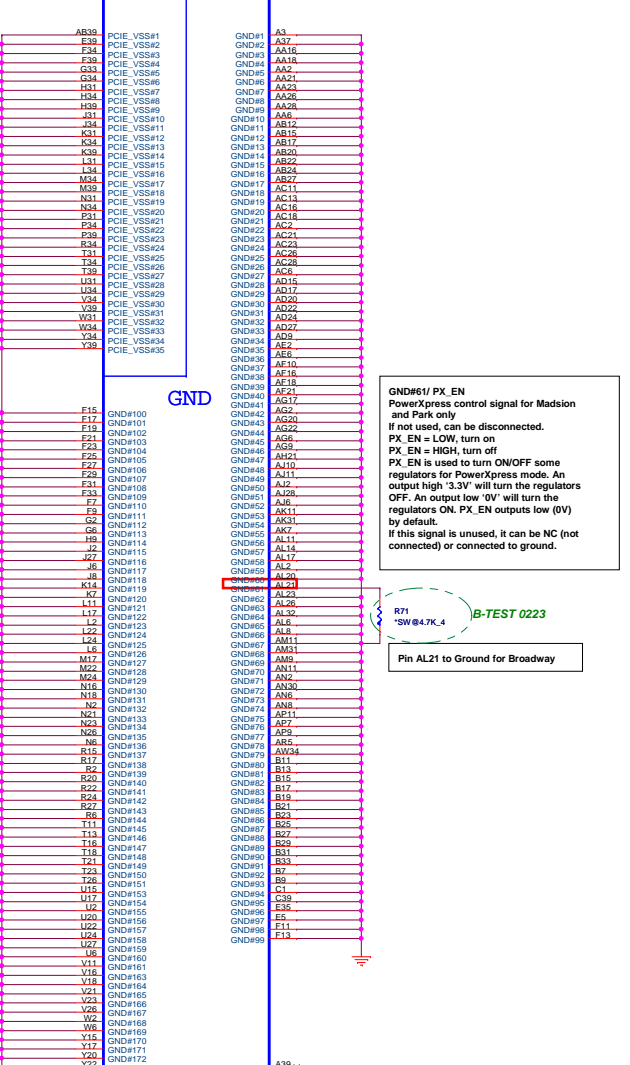 AB39 PCIE_VSS#1
E39 PCIE_VSS#2
F34 PCIE_VSS#3
F39 PCIE_VSS#4
G33 PCIE_VSS#5
G34 PCIE_VSS#6
H31 PCIE_VSS#7
H34 PCIE_VSS#8
H39 PCIE_VSS#9
J31 PCIE_VSS#10
J34 PCIE_VSS#11
K31 PCIE_VSS#12
K34 PCIE_VSS#13
K39 PCIE_VSS#14
L31 PCIE_VSS#15
L34 PCIE_VSS#16
M34 PCIE_VSS#17
M39 PCIE_VSS#18
N31 PCIE_VSS#19
N34 PCIE_VSS#20
P31 PCIE_VSS#21
P34 PCIE_VSS#22
P39 PCIE_VSS#23
R34 PCIE_VSS#24
T31 PCIE_VSS#25
T34 PCIE_VSS#26
T39 PCIE_VSS#27
U31 PCIE_VSS#28
U34 PCIE_VSS#29
V34 PCIE_VSS#30
V39 PCIE_VSS#31
W31 PCIE_VSS#32
W34 PCIE_VSS#33
Y34 PCIE_VSS#34
Y39 PCIE_VSS#35
GND
F15 GND#100
F17 GND#101
F19 GND#102
F21 GND#103
F23 GND#104
F25 GND#105
F27 GND#106
F29 GND#107
F31 GND#108
F33 GND#109
F7 GND#110
F9 GND#111
G2 GND#112
G6 GND#113
H9 GND#114
J2 GND#115
J27 GND#116
J6 GND#117
J8 GND#118
K14 GND#119
K7 GND#120
L11 GND#121
L17 GND#122
L2 GND#123
L22 GND#124
L24 GND#125
L6 GND#126
M17 GND#127
M22 GND#128
M24 GND#129
N16 GND#130
N18 GND#131
N2 GND#132
N21 GND#133
N23 GND#134
N26 GND#135
N6 GND#136
R15 GND#137
R17 GND#138
R2 GND#139
R20 GND#140
R22 GND#141
R24 GND#142
R27 GND#143
R6 GND#144
T11 GND#145
T13 GND#146
T16 GND#147
T18 GND#148
T21 GND#149
T23 GND#150
T26 GND#151
U15 GND#153
U17 GND#154
U2 GND#155
U20 GND#156
U22 GND#157
U24 GND#158
U27 GND#159
U6 GND#160
V11 GND#161
V16 GND#163
V18 GND#164
V21 GND#165
V23 GND#166
V26 GND#167
W2 GND#168
W6 GND#169
Y15 GND#170
Y17 GND#171
Y20 GND#172
Y22
GND#1 A3
GND#2 A37
GND#3 AA16
GND#4 AA18
GND#5 AA2
GND#6 AA21
GND#7 AA23
GND#8 AA26
GND#9 AA28
GND#10 AA6
GND#11 AB12
GND#12 AB15
GND#13 AB17
GND#14 AB20
GND#15 AB22
GND#16 AB24
GND#17 AB27
GND#18 AC11
GND#19 AC13
GND#20 AC16
GND#21 AC18
GND#22 AC2
GND#23 AC21
GND#24 AC23
GND#25 AC26
GND#26 AC28
GND#27 AC6
GND#28 AD15
GND#29 AD17
GND#30 AD20
GND#31 AD22
GND#32 AD24
GND#33 AD27
GND#34 AD9
GND#35 AE2
GND#36 AE6
GND#37 AF10
GND#38 AF16
GND#39 AF18
GND#40 AF21
GND#41 AG17
GND#42 AG2
GND#43 AG20
GND#44 AG22
GND#45 AG6
GND#46 AG9
GND#47 AH21
GND#48 AJ10
GND#49 AJ11
GND#50 AJ2
GND#51 AJ28
GND#52 AJ6
GND#53 AK11
GND#54 AK31
GND#55 AK7
GND#56 AL11
GND#57 AL14
GND#58 AL17
GND#59 AL2
GND#60 AL20
GND#61 AL21
GND#62 AL23
GND#63 AL26
GND#64 AL32
GND#65 AL6
GND#66 AL8
GND#67 AM11
GND#68 AM31
GND#69 AM9
GND#70 AN11
GND#71 AN2
GND#72 AN30
GND#73 AN6
GND#74 AN8
GND#75 AP11
GND#76 AP7
GND#77 AP9
GND#78 AR5
GND#79 AW34
GND#80 B11
GND#81 B13
GND#82 B15
GND#83 B17
GND#84 B19
GND#85 B21
GND#86 B23
GND#87 B25
GND#88 B27
GND#89 B29
GND#90 B31
GND#91 B33
GND#92 B7
GND#93 B9
GND#94 C1
GND#95 C39
GND#96 E35
GND#97 E5
GND#98 F11
GND#99 F13
A39
GND#61/ PX_EN
PowerXpress control signal for Madsion
and Park only
If not used, can be disconnected.
PX_EN = LOW, turn on
PX_EN = HIGH, turn off
PX_EN is used to turn ON/OFF some
regulators for PowerXpress mode. An
output high ‘3.3V’ will turn the regulators
OFF. An output low ‘0V’ will turn the
regulators ON. PX_EN outputs low (0V)
by default.
If this signal is unused, it can be NC (not
connected) or connected to ground.
R71
*SW@4.7K_4
B-TEST 0223
Pin AL21 to Ground for Broadway